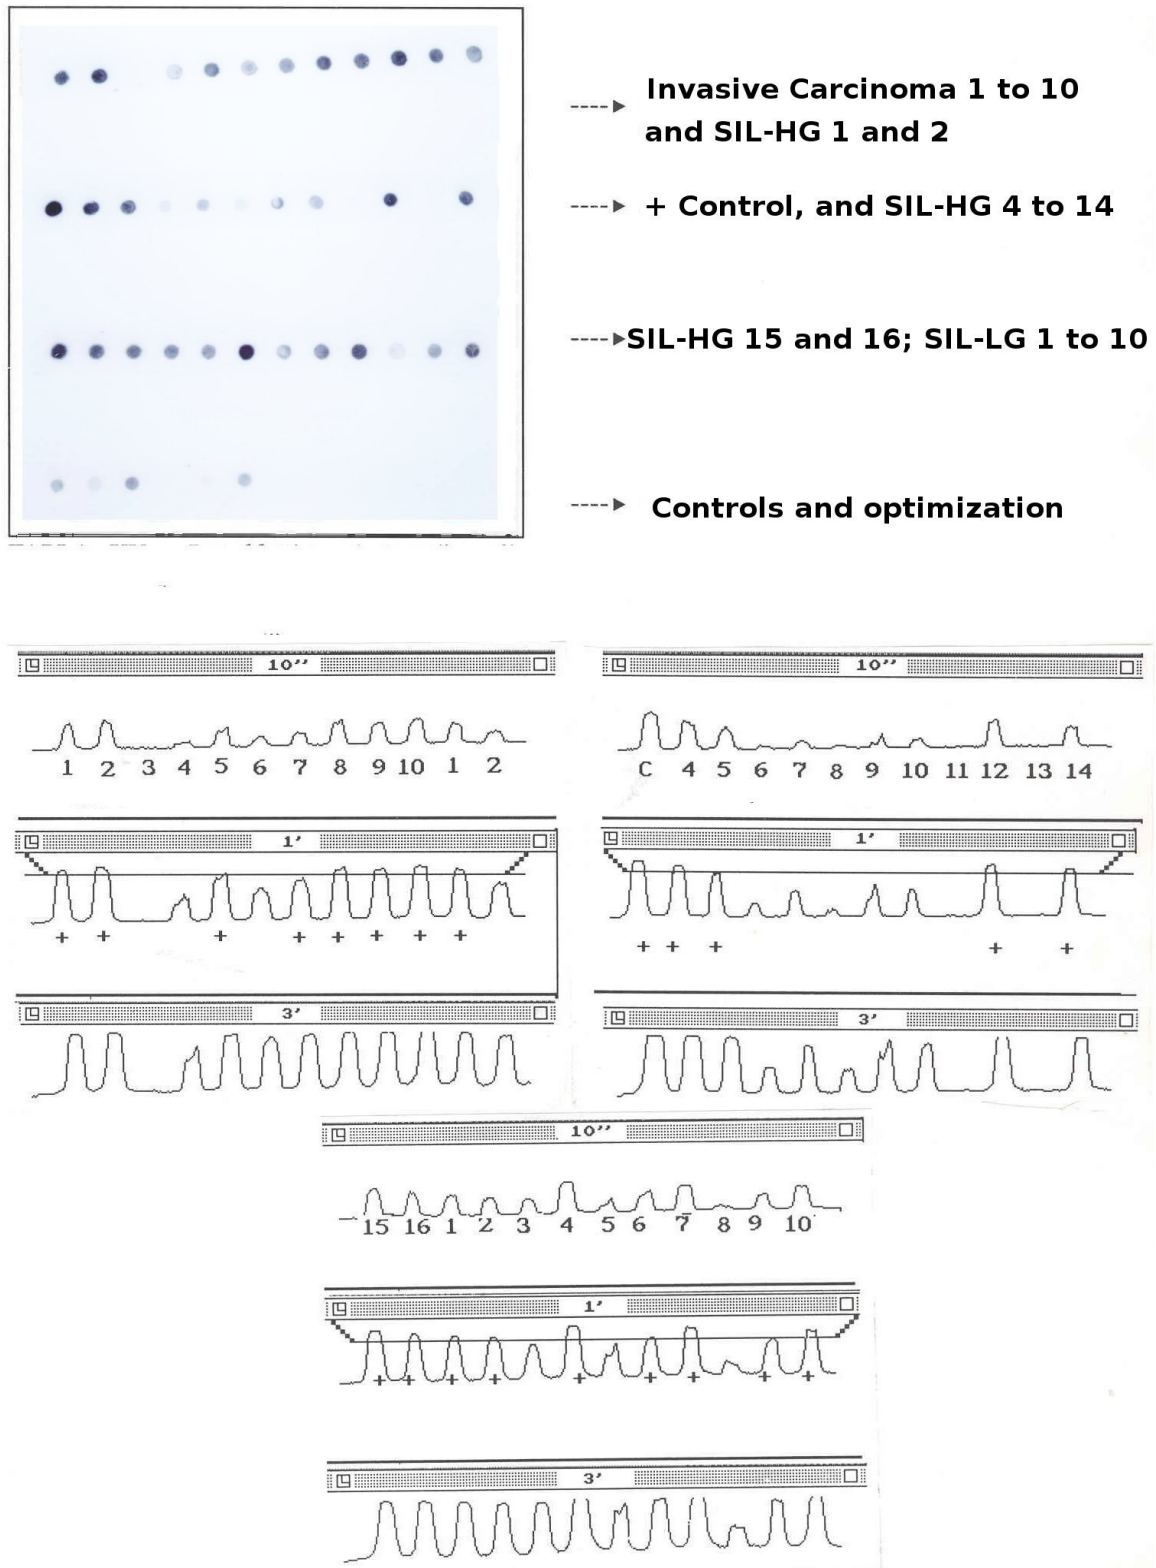 Invasive Carcinoma 1 to 10
and SIL-HG 1 and 2
+ Control, and SIL-HG 4 to 14
SIL-HG 15 and 16; SIL-LG 1 to 10
Controls and optimization
10″
1 2 3 4 5 6 7 8 9 10 1 2
1′
+ + + + + + + +
3′
10″
C 4 5 6 7 8 9 10 11 12 13 14
1′
+ + + + +
3′
10″
15 16 1 2 3 4 5 6 7 8 9 10
1′
+ + + + + + + + +
3′